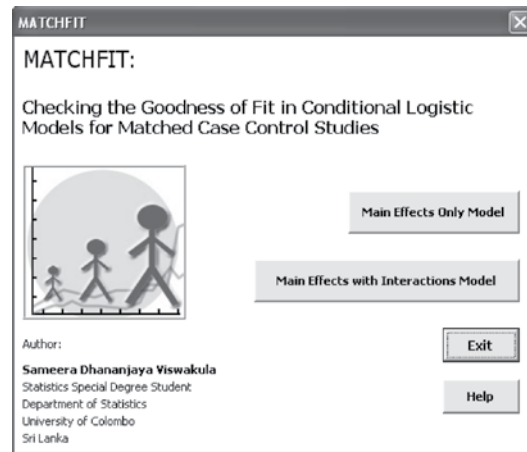 MATCHFIT
MATCHFIT:
Checking the Goodness of Fit in Conditional Logistic
Models for Matched Case Control Studies
Main Effects Only Model
Main Effects with Interactions Model
Author:
Exit
Sameera Dhananjaya Viswakula
Statistics Special Degree Student
Help
Department of Statistics
University of Colombo
Sri Lanka